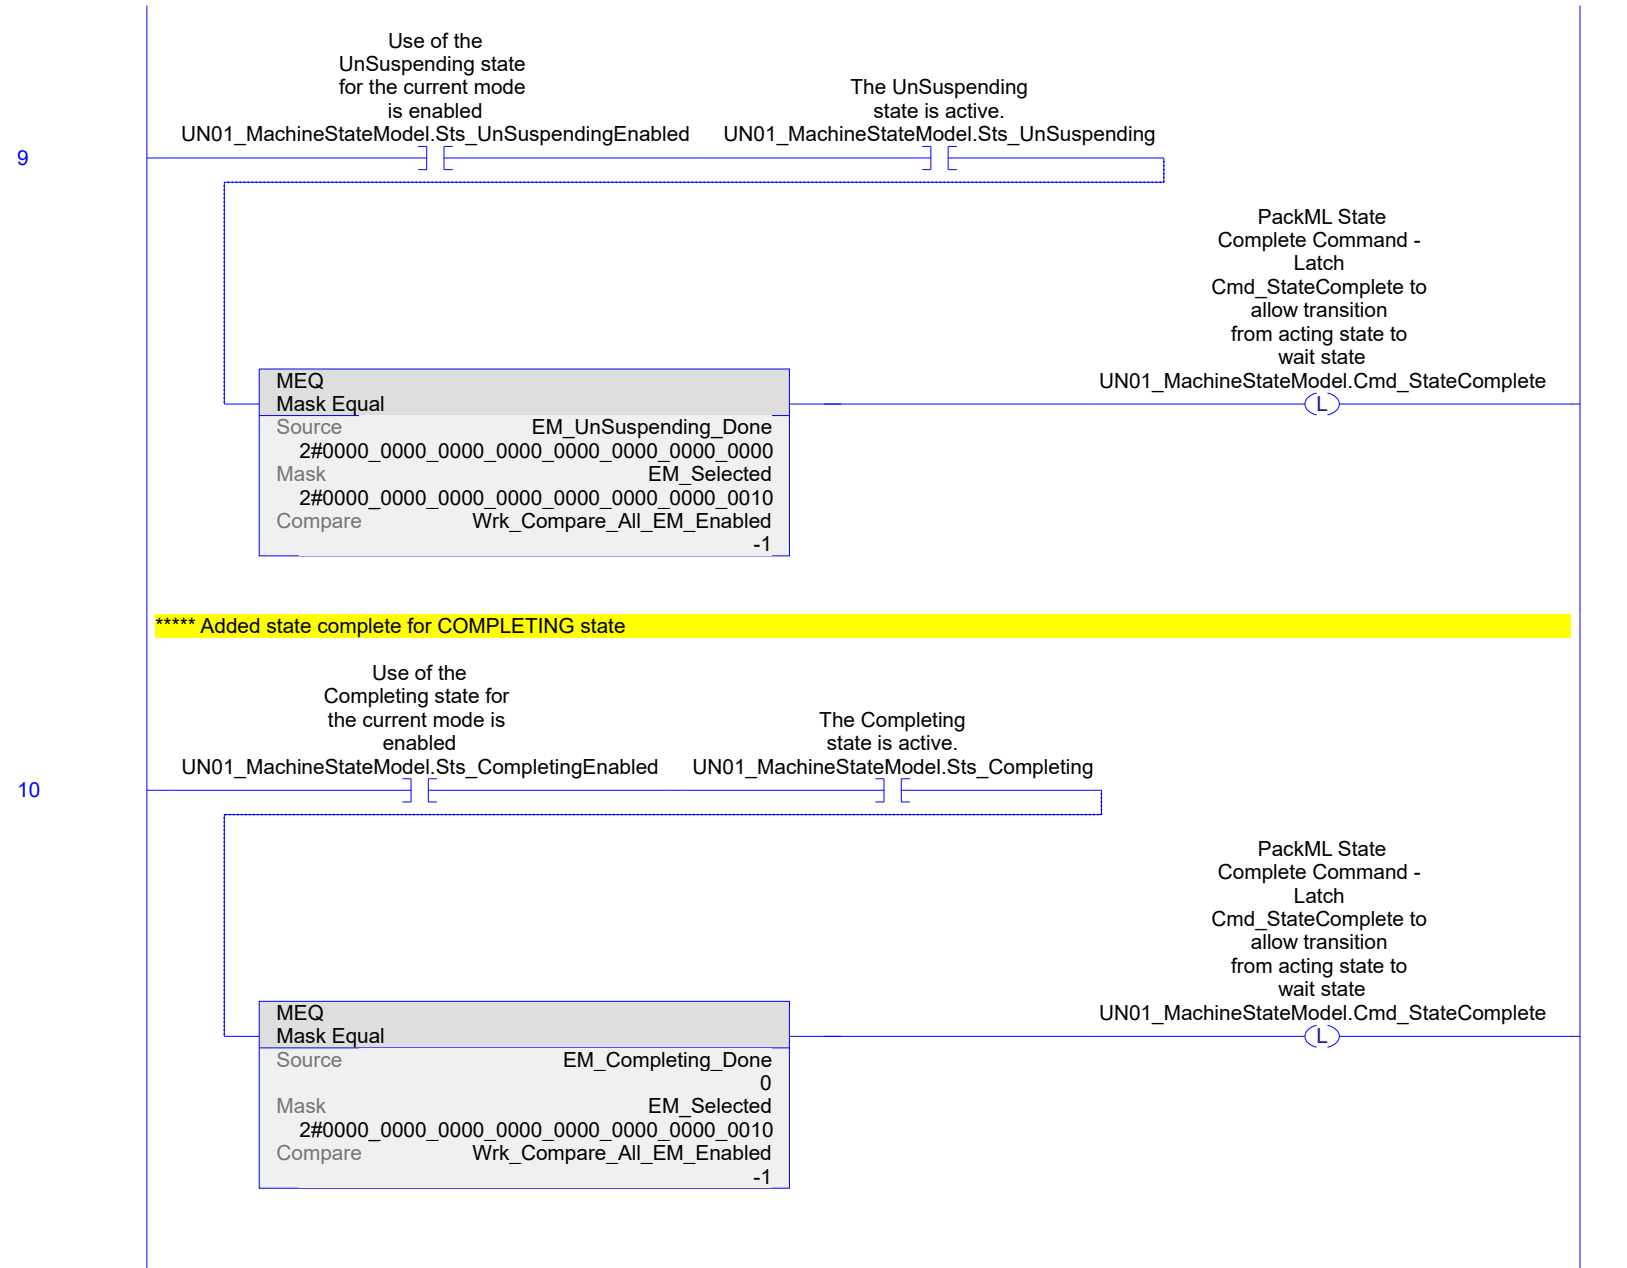 Use of the
UnSuspending state
for the current mode
is enabled
UN01_MachineStateModel.Sts_UnSuspendingEnabled
The UnSuspending
state is active.
UN01_MachineStateModel.Sts_UnSuspending
9
PackML State
Complete Command -
Latch
Cmd_StateComplete to
allow transition
from acting state to
wait state
UN01_MachineStateModel.Cmd_StateComplete
L
MEQ
Mask Equal
Source EM_UnSuspending_Done
2#0000_0000_0000_0000_0000_0000_0000_0000
Mask EM_Selected
2#0000_0000_0000_0000_0000_0000_0000_0010
Compare Wrk_Compare_All_EM_Enabled
-1
***** Added state complete for COMPLETING state
Use of the
Completing state for
the current mode is
enabled
UN01_MachineStateModel.Sts_CompletingEnabled
The Completing
state is active.
UN01_MachineStateModel.Sts_Completing
10
PackML State
Complete Command -
Latch
Cmd_StateComplete to
allow transition
from acting state to
wait state
UN01_MachineStateModel.Cmd_StateComplete
L
MEQ
Mask Equal
Source EM_Completing_Done
0
Mask EM_Selected
2#0000_0000_0000_0000_0000_0000_0000_0010
Compare Wrk_Compare_All_EM_Enabled
-1